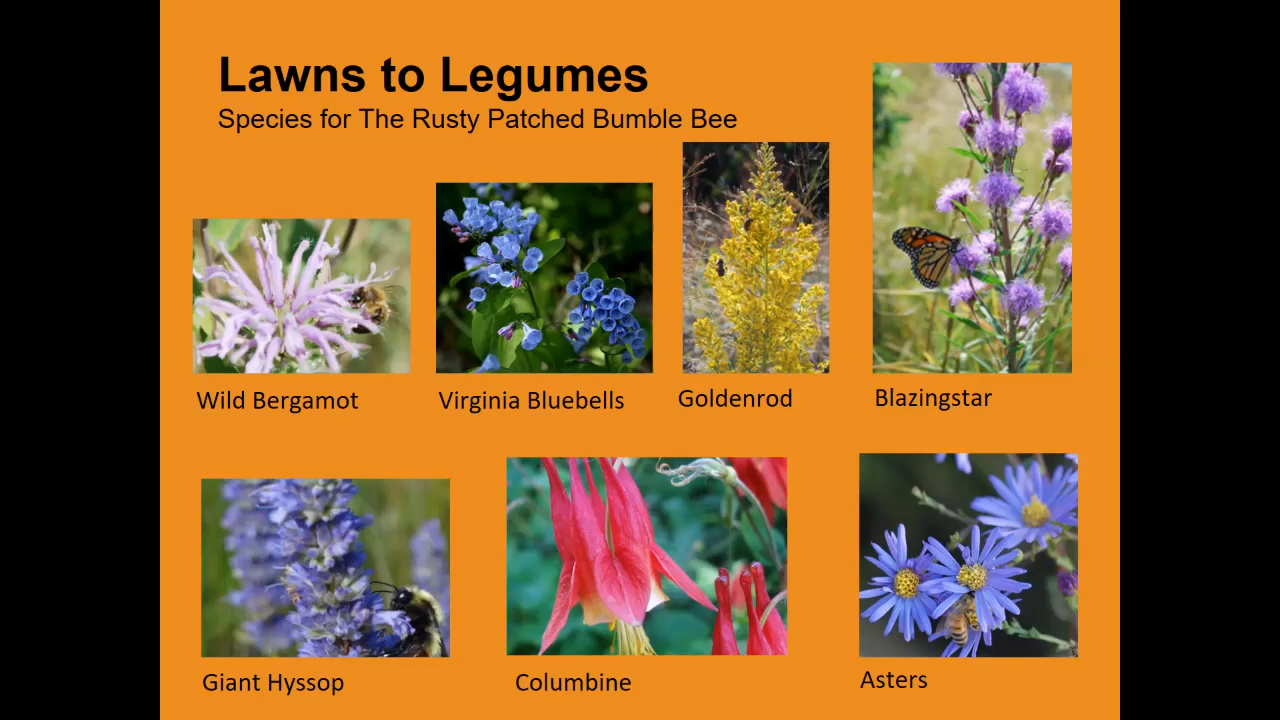 Lawns to Legumes
Species for The Rusty Patched Bumble Bee
Wild Bergamot
Virginia Bluebells
Goldenrod
Blazingstar
Giant Hyssop
Columbine
Asters